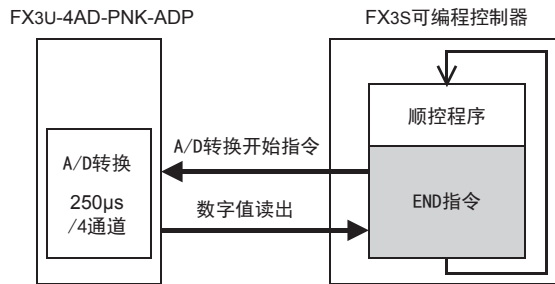 FX3U-4AD-PNK-ADP
FX3S可编程控制器
顺控程序
A/D转换开始指令
A/D转换
250µs
/4通道
END指令
数字值读出